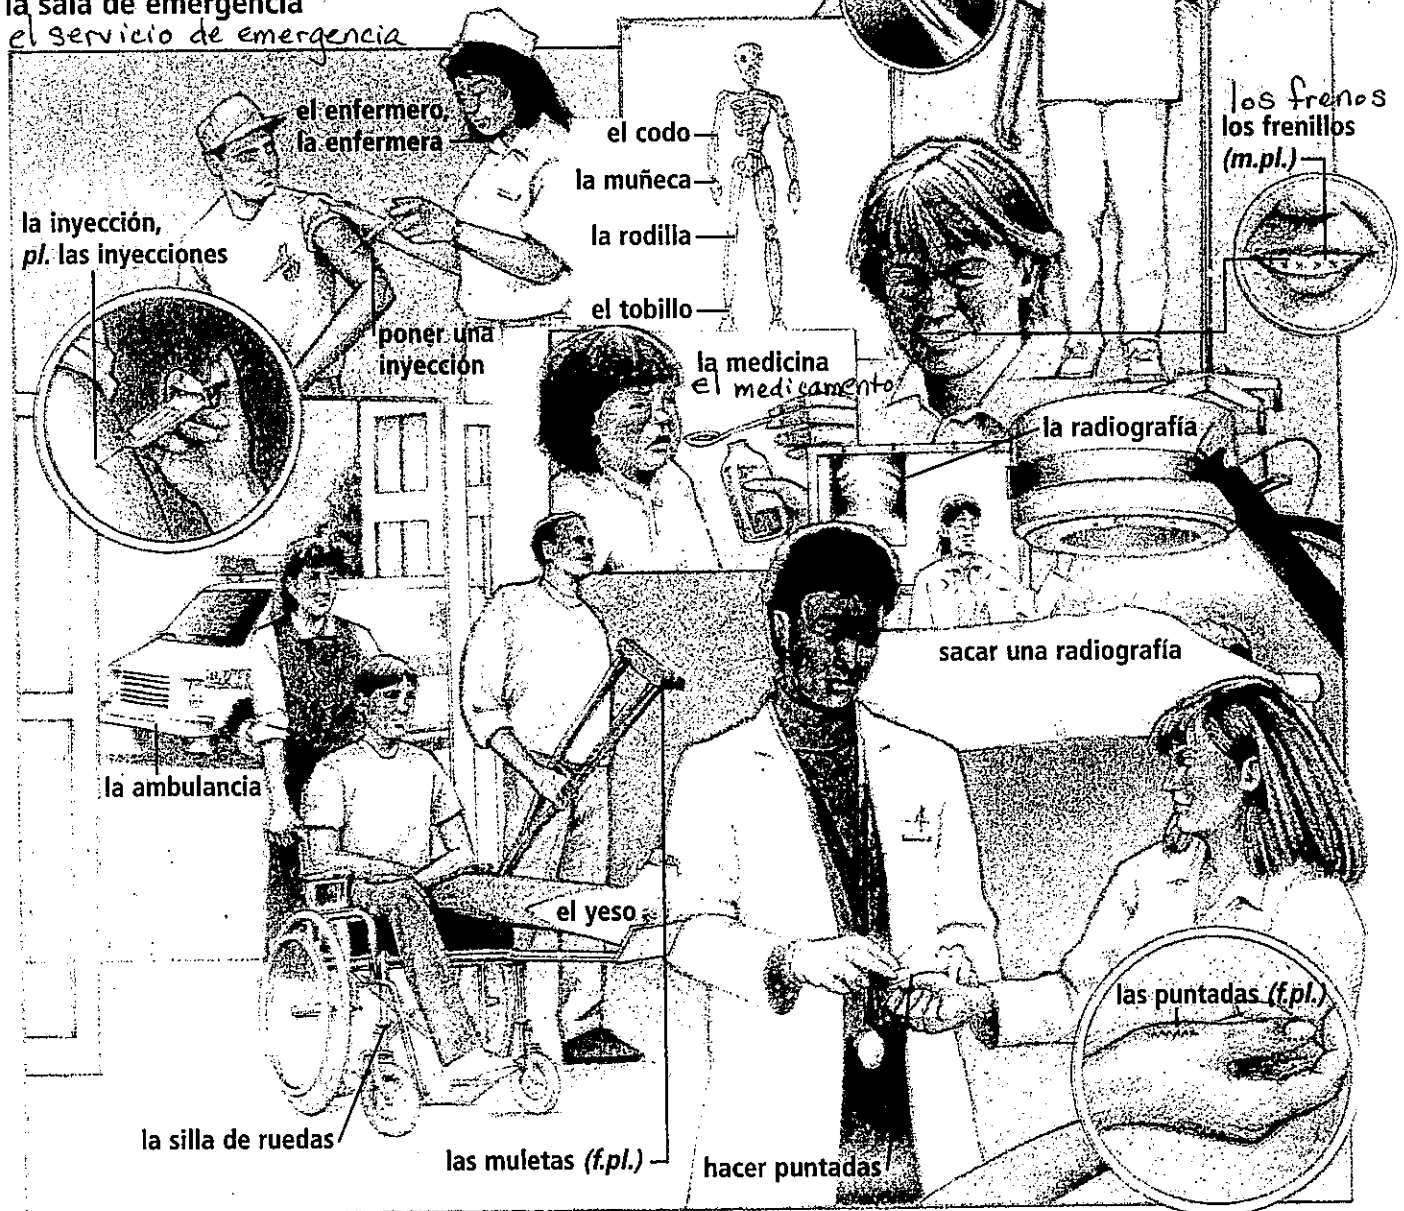 la sala de emergencia
el servicio de emergencia
el enfermero,
la enfermera
el codo
la muñeca
la rodilla
el tobillo
los frenos
los frenillos
(m.pl.)
la inyección,
pl. las inyecciones
poner una
inyección
la medicina
el medicamento
la radiografía
sacar una radiografía
la ambulancia
el yeso
las puntadas (f.pl.)
la silla de ruedas
las muletas (f.pl.)
hacer puntadas